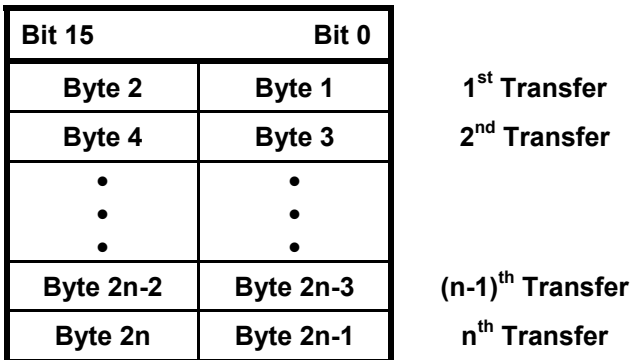 Bit 15 Bit 0
Byte 2 Byte 1 1st Transfer
Byte 4 Byte 3 2nd Transfer
• •
• •
• •
Byte 2n-2 Byte 2n-3 (n-1)th Transfer
Byte 2n Byte 2n-1 nth Transfer